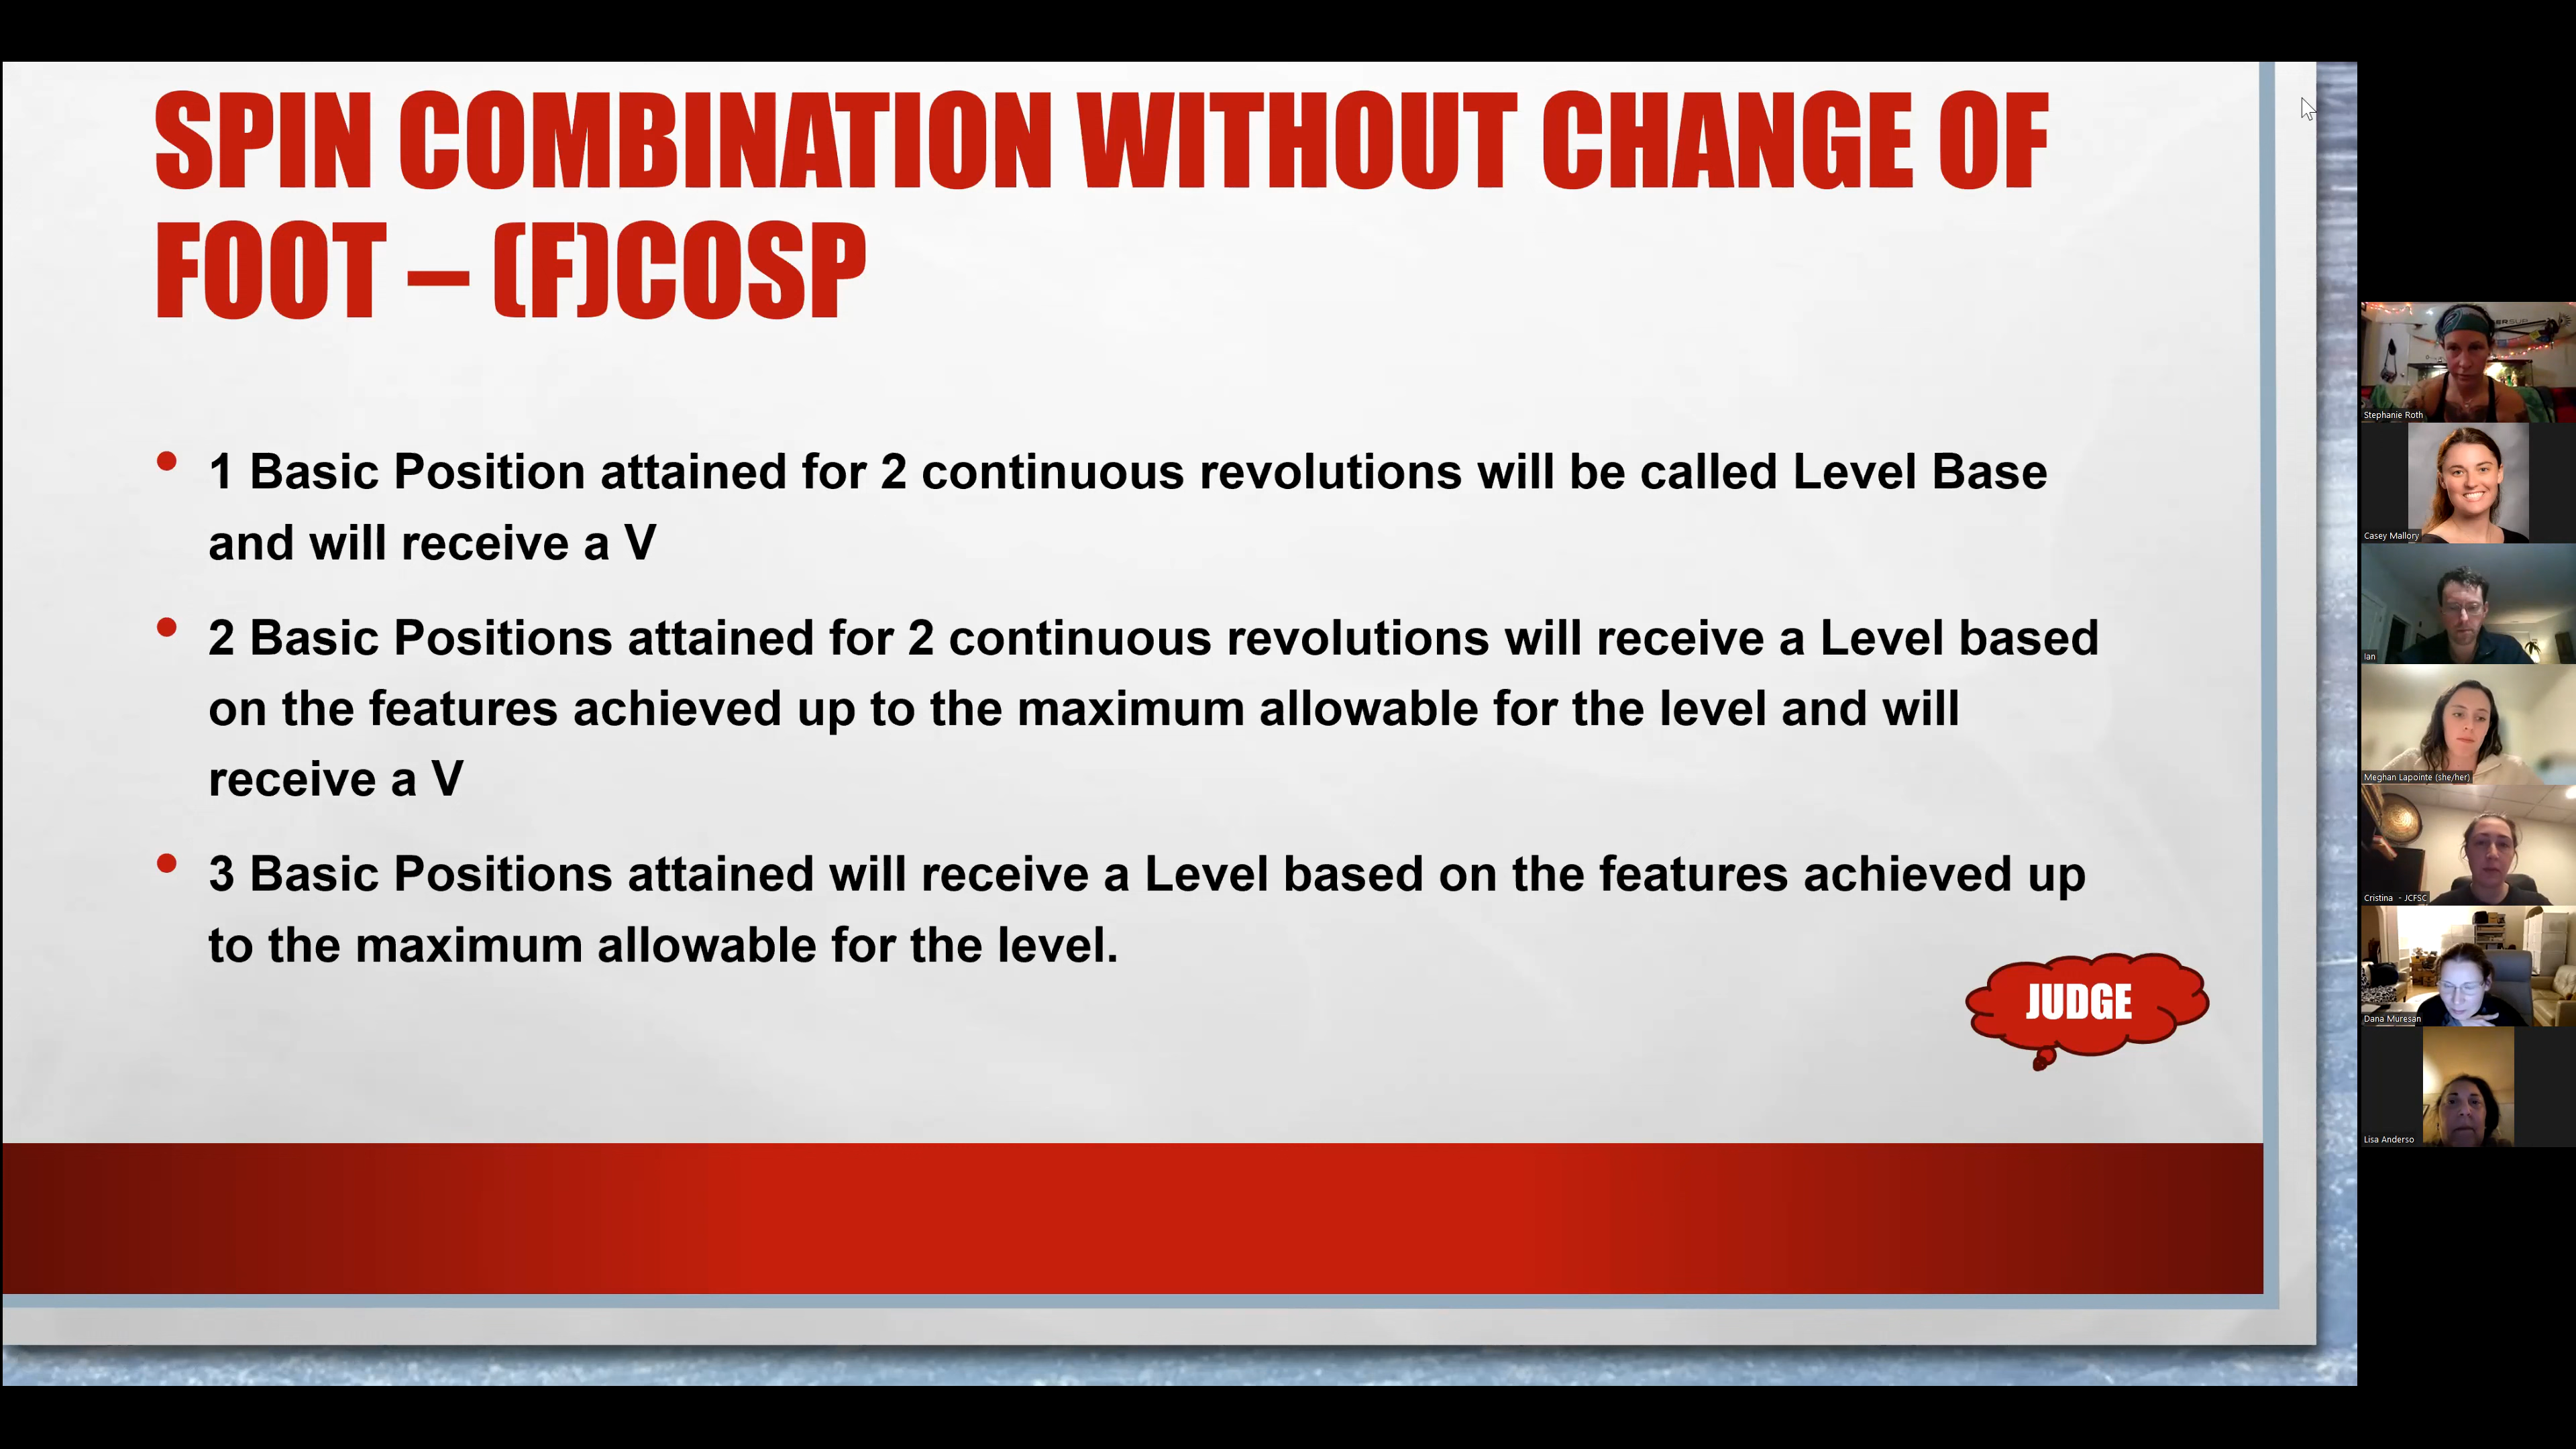 SPIN COMBINATION WITHOUT CHANGE OF
FOOT – (F)COSP
• 1 Basic Position attained for 2 continuous revolutions will be called Level Base
and will receive a V
• 2 Basic Positions attained for 2 continuous revolutions will receive a Level based
on the features achieved up to the maximum allowable for the level and will
receive a V
• 3 Basic Positions attained will receive a Level based on the features achieved up
to the maximum allowable for the level.
JUDGE
Stephanie Roth
Casey Mallory
Ian
Meghan Lapointe (she/her)
Cristina - JCFSC
Dana Muresan
Lisa Anderso